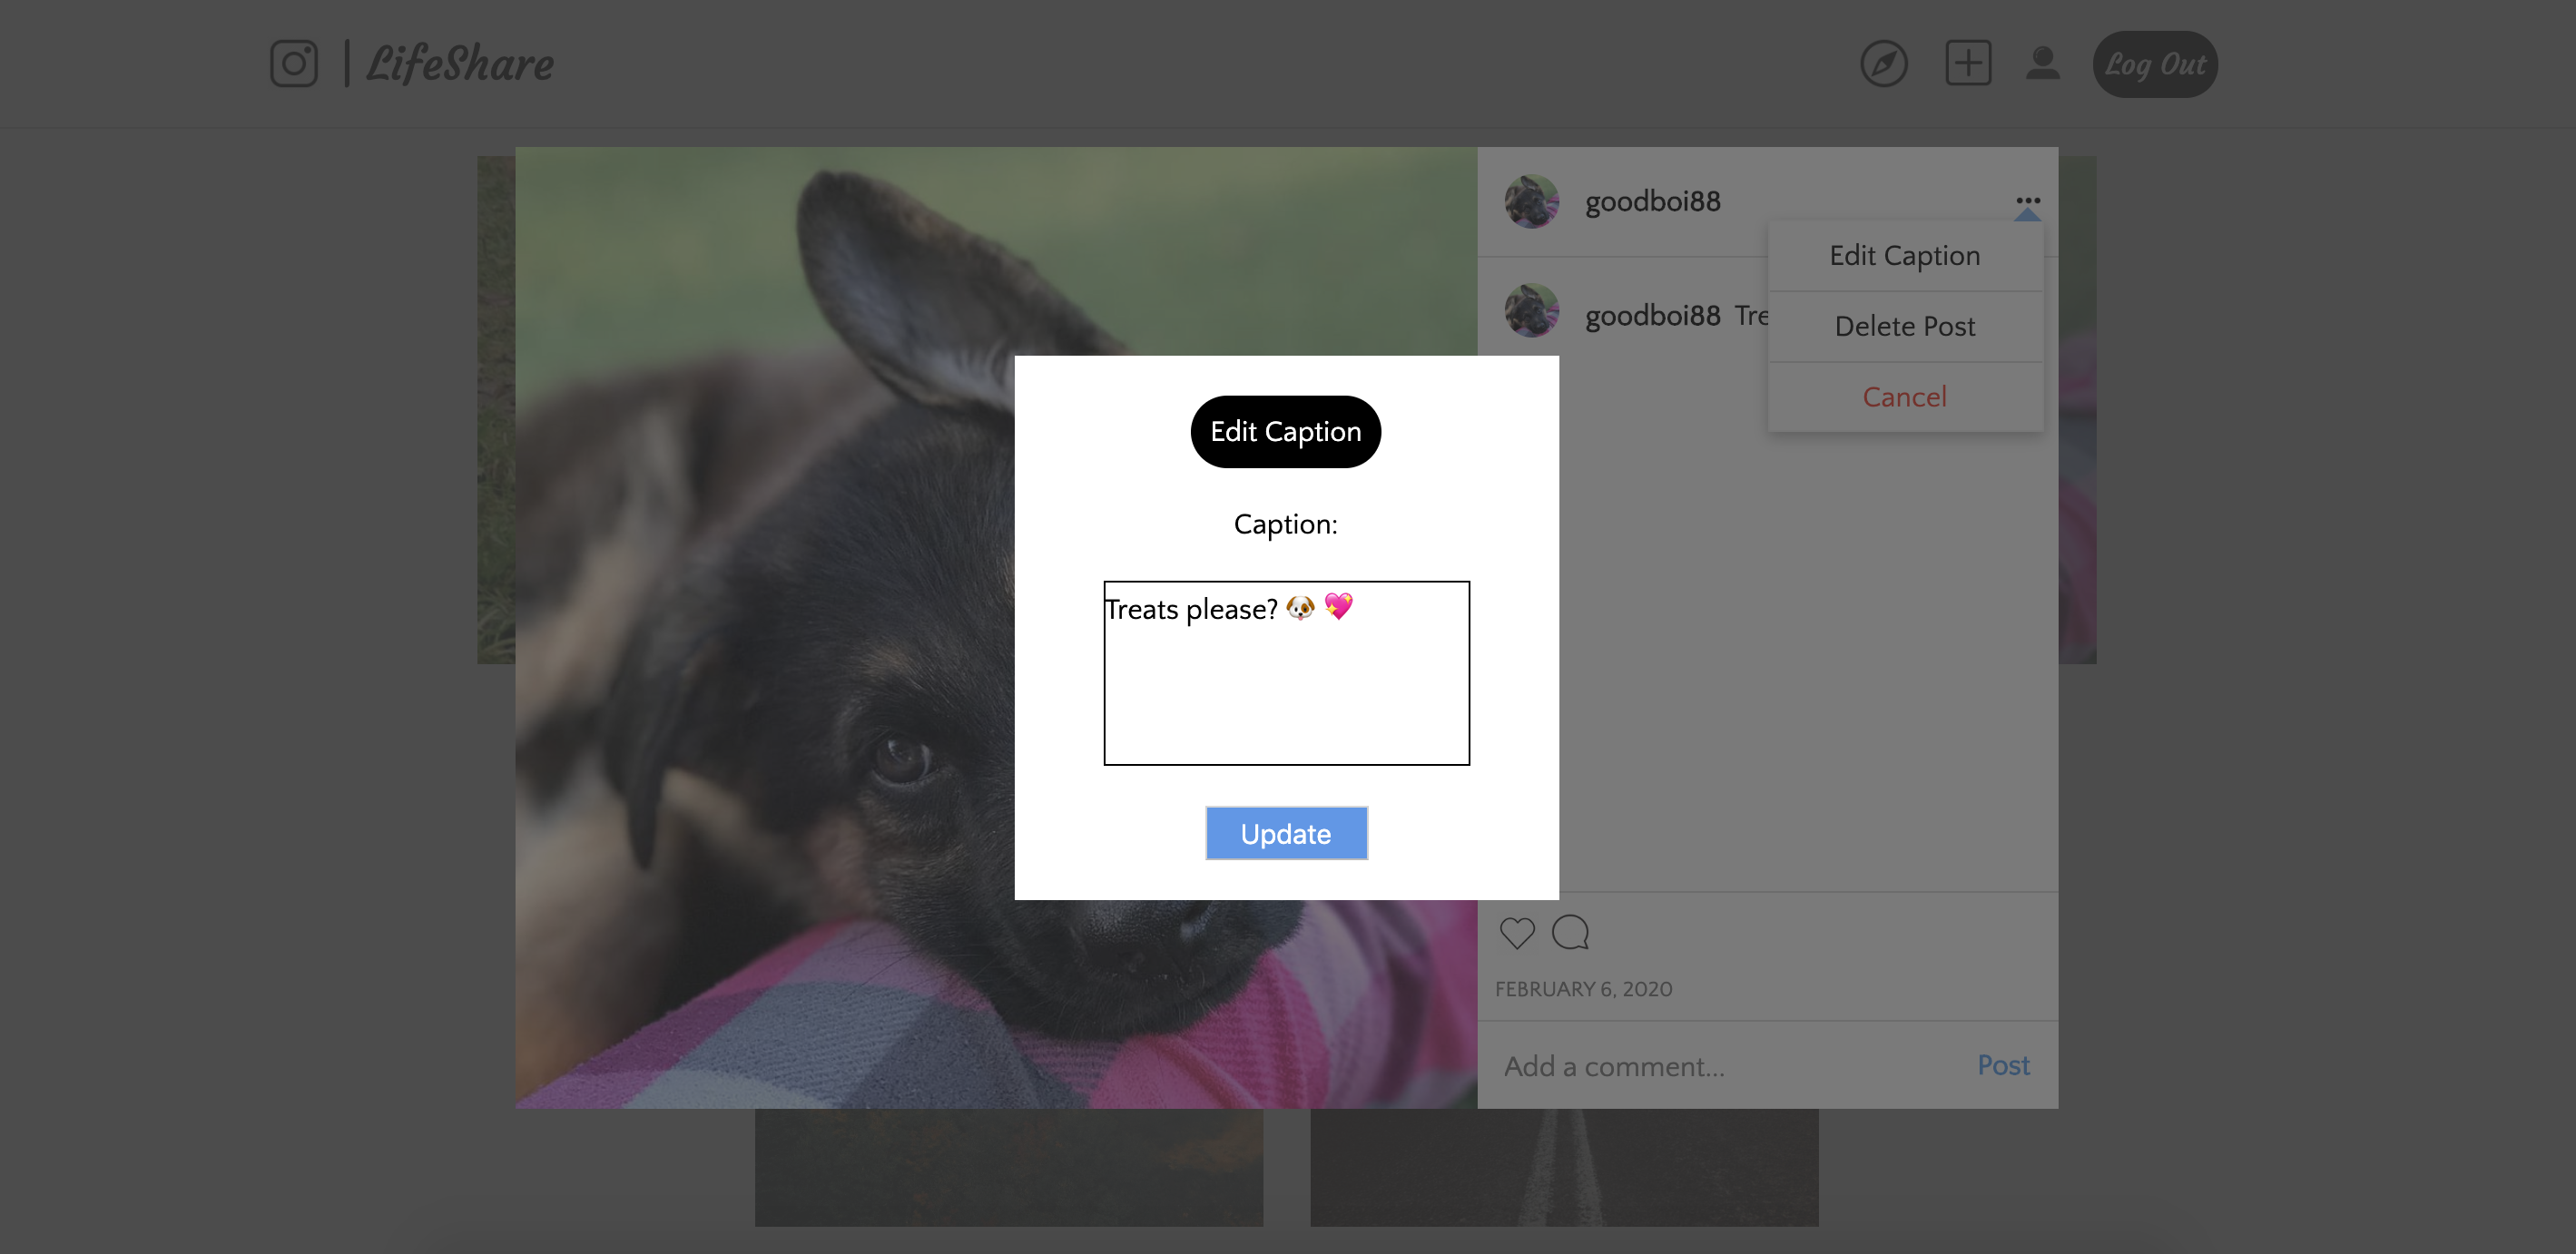 LifeShare
Log Out
goodboi88
Edit Caption
Delete Post
Cancel
goodboi88 Tre
Edit Caption
Caption:
Treats please? 🐶 💖
Update
FEBRUARY 6, 2020
Add a comment...
Post